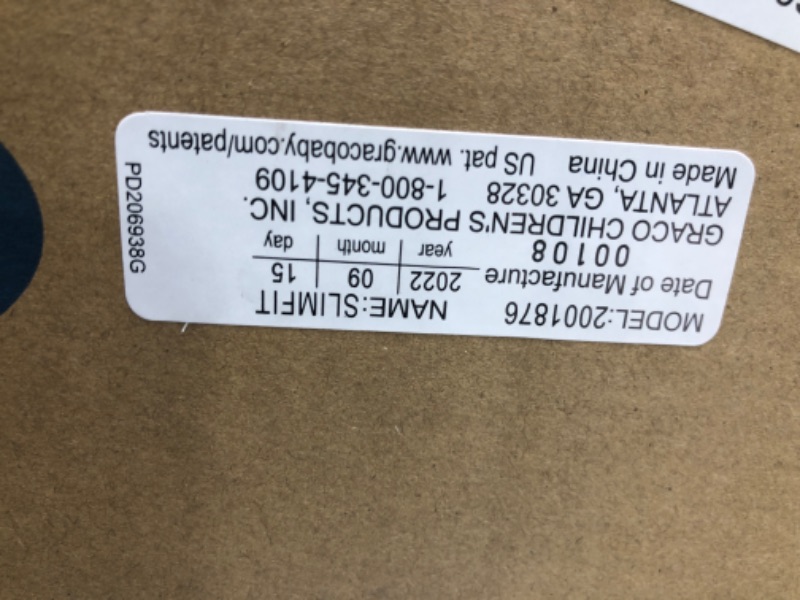 MODEL:2001876 NAME:SLIMFIT
Date of Manufacture 2022 | 09 | 15
year | month | day
00108
GRACO CHILDREN'S PRODUCTS, INC.
ATLANTA, GA 30328 1-800-345-4109
Made in China US pat. www.gracobaby.com/patents
PD206938G